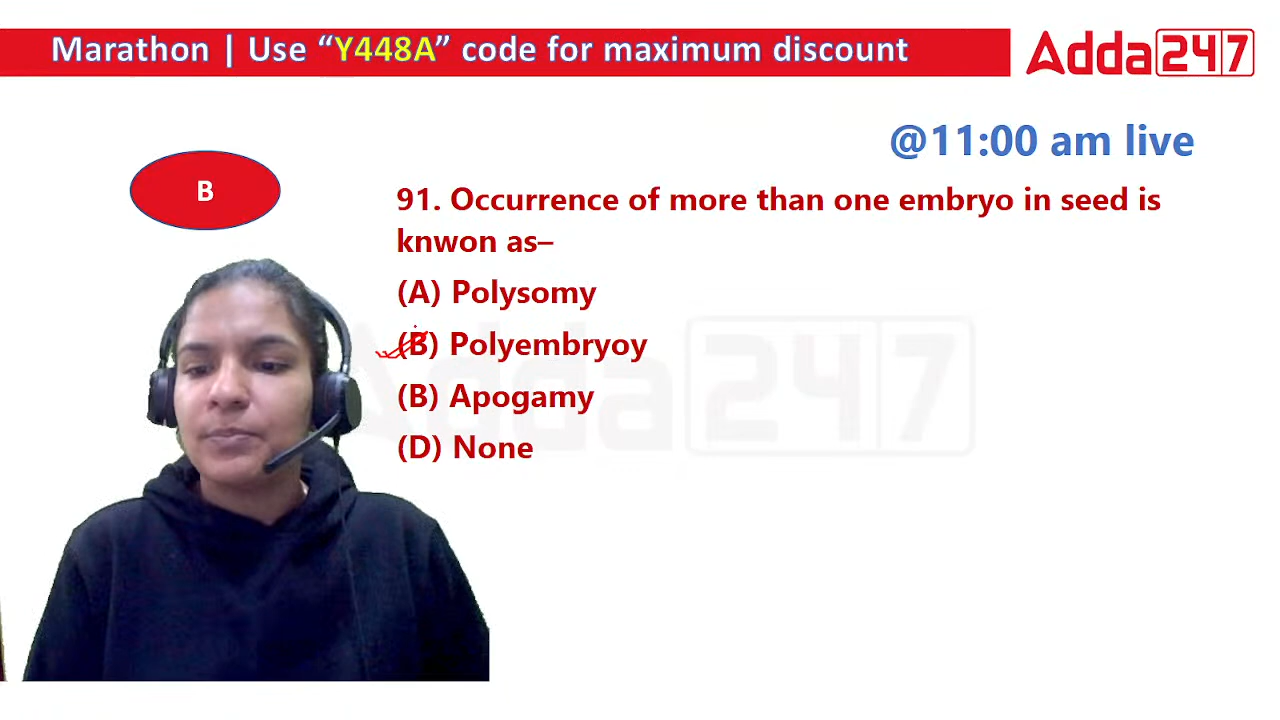 Marathon | Use “Y448A” code for maximum discount
Adda247
@11:00 am live
B
91. Occurrence of more than one embryo in seed is
knwon as–
(A) Polysomy
(B) Polyembryoy
(B) Apogamy
(D) None
Adda247